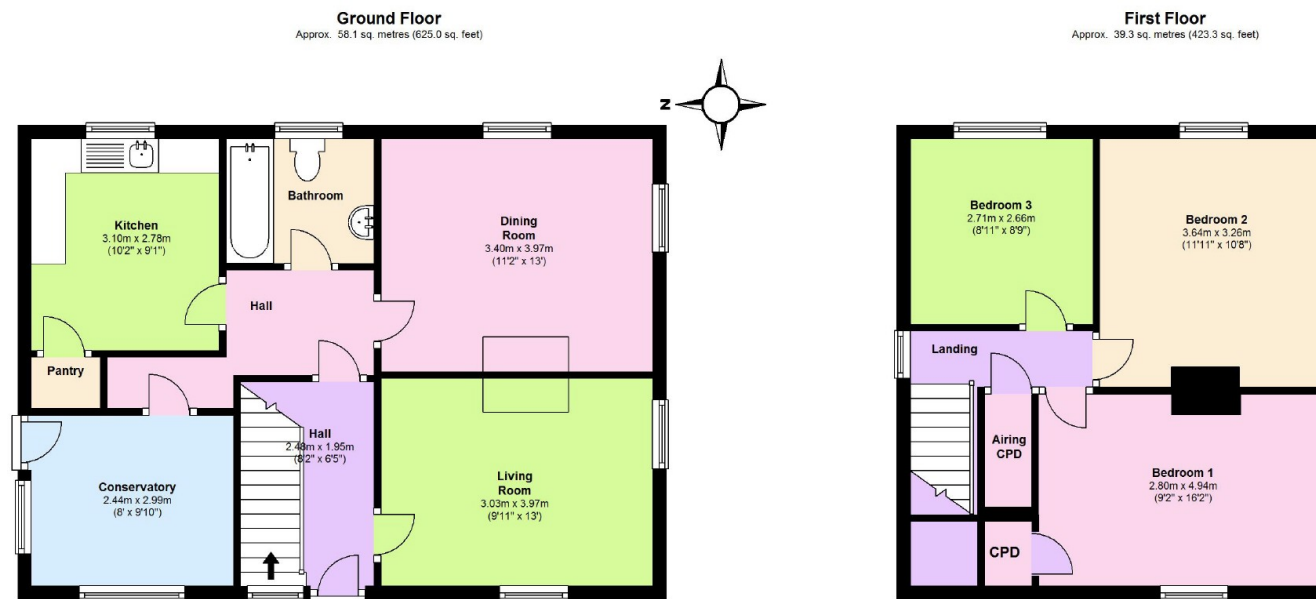 Ground Floor
Approx. 58.1 sq. metres (625.0 sq. feet)
First Floor
Approx. 39.3 sq. metres (423.3 sq. feet)
N
Kitchen
3.10m x 2.78m
(10'2" x 9'1")
Bathroom
Dining
Room
3.40m x 3.97m
(11'2" x 13')
Hall
Pantry
Conservatory
2.44m x 2.99m
(8' x 9'10")
Hall
2.48m x 1.95m
(8'2" x 6'5")
Living
Room
3.03m x 3.97m
(9'11" x 13')
Bedroom 3
2.71m x 2.66m
(8'11" x 8'9")
Bedroom 2
3.64m x 3.26m
(11'11" x 10'8")
Landing
Airing
CPD
Bedroom 1
2.80m x 4.94m
(9'2" x 16'2")
CPD